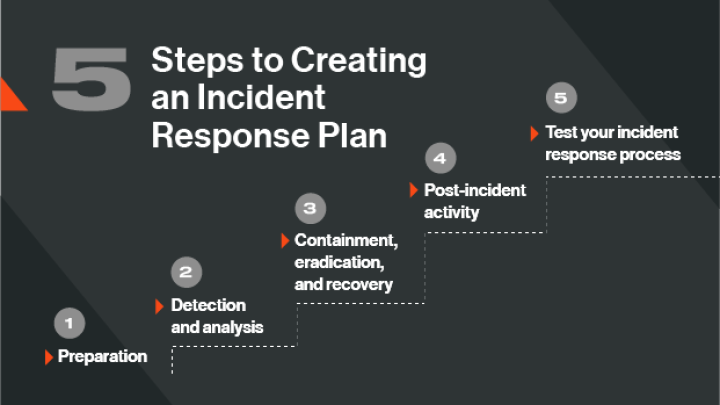 5
Steps to Creating
an Incident
Response Plan
1
Preparation
2
Detection
and analysis
3
Containment,
eradication,
and recovery
4
Post-incident
activity
5
Test your incident
response process